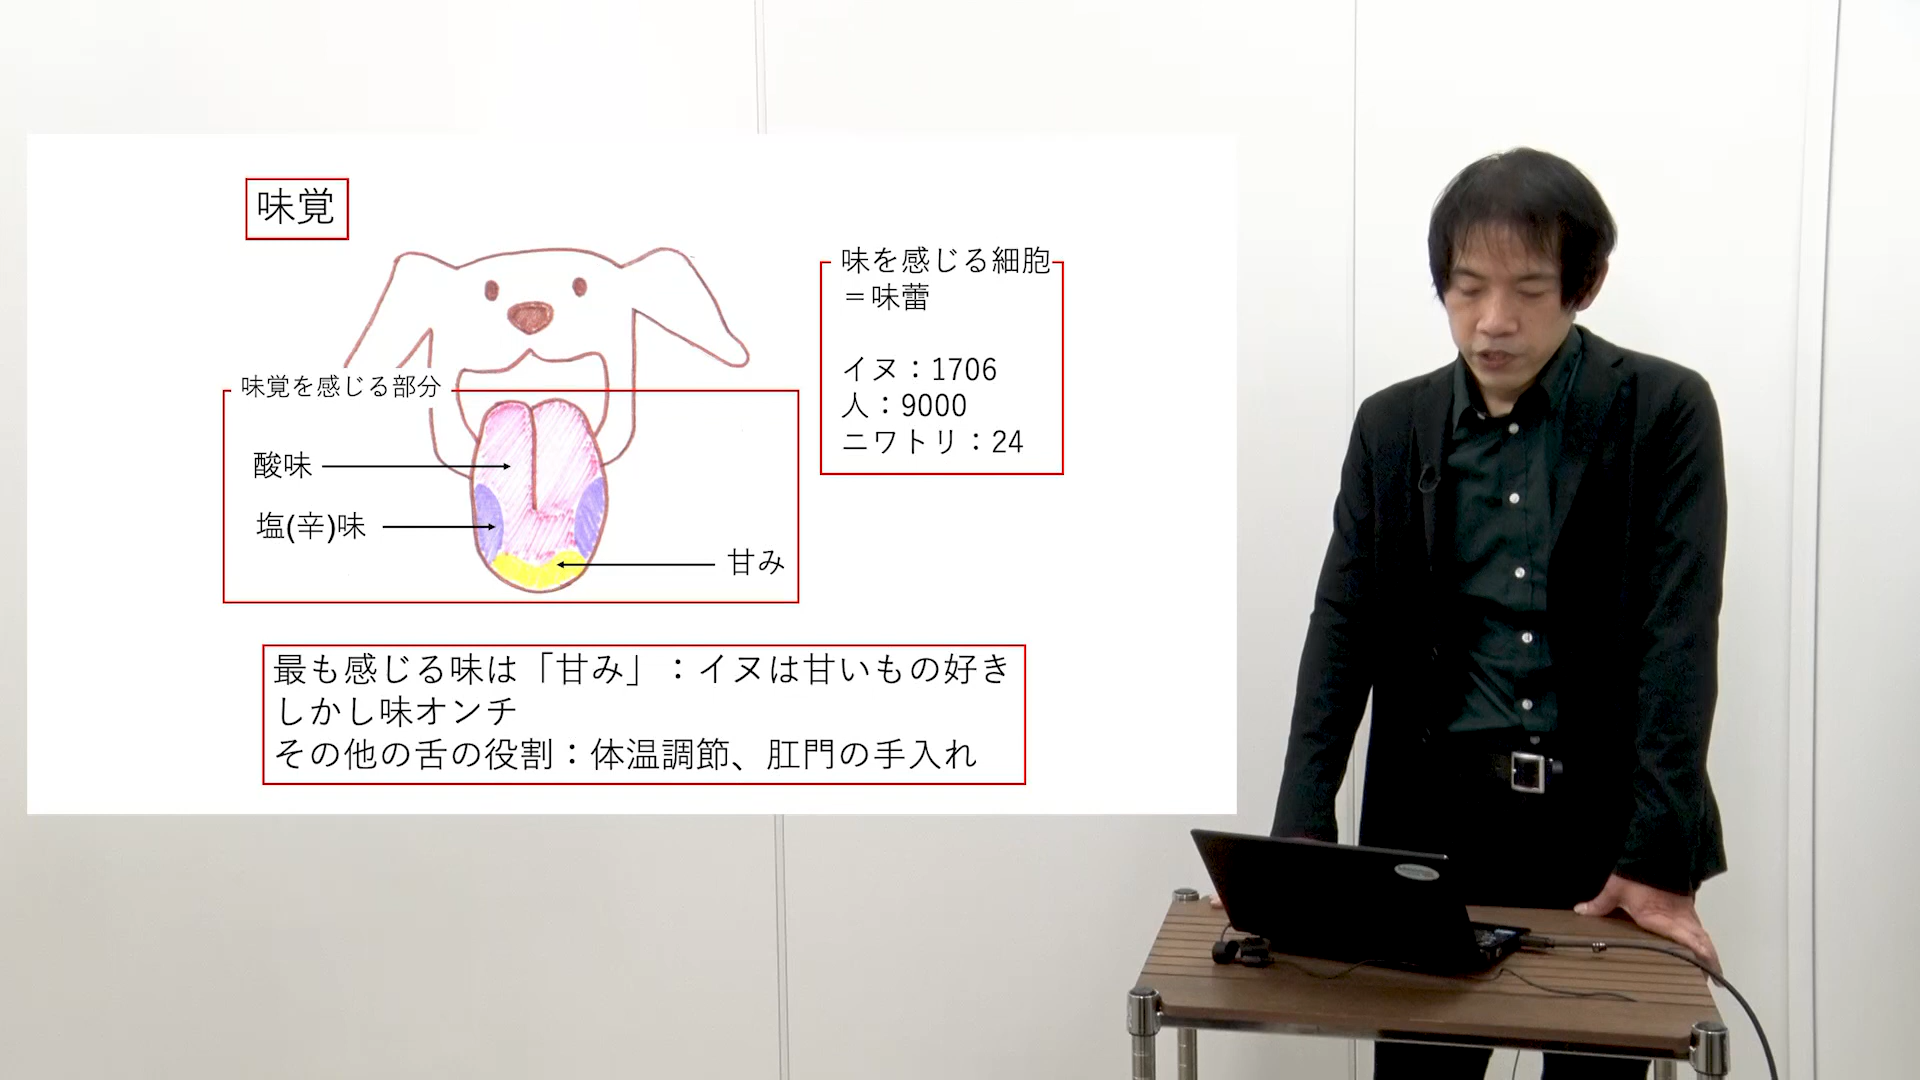 味覚
味を感じる細胞
＝味蕾
イヌ：1706
人：9000
ニワトリ：24
味覚を感じる部分
酸味
塩(辛)味
甘み
最も感じる味は「甘み」：イヌは甘いもの好き
しかし味オンチ
その他の舌の役割：体温調節、肛門の手入れ